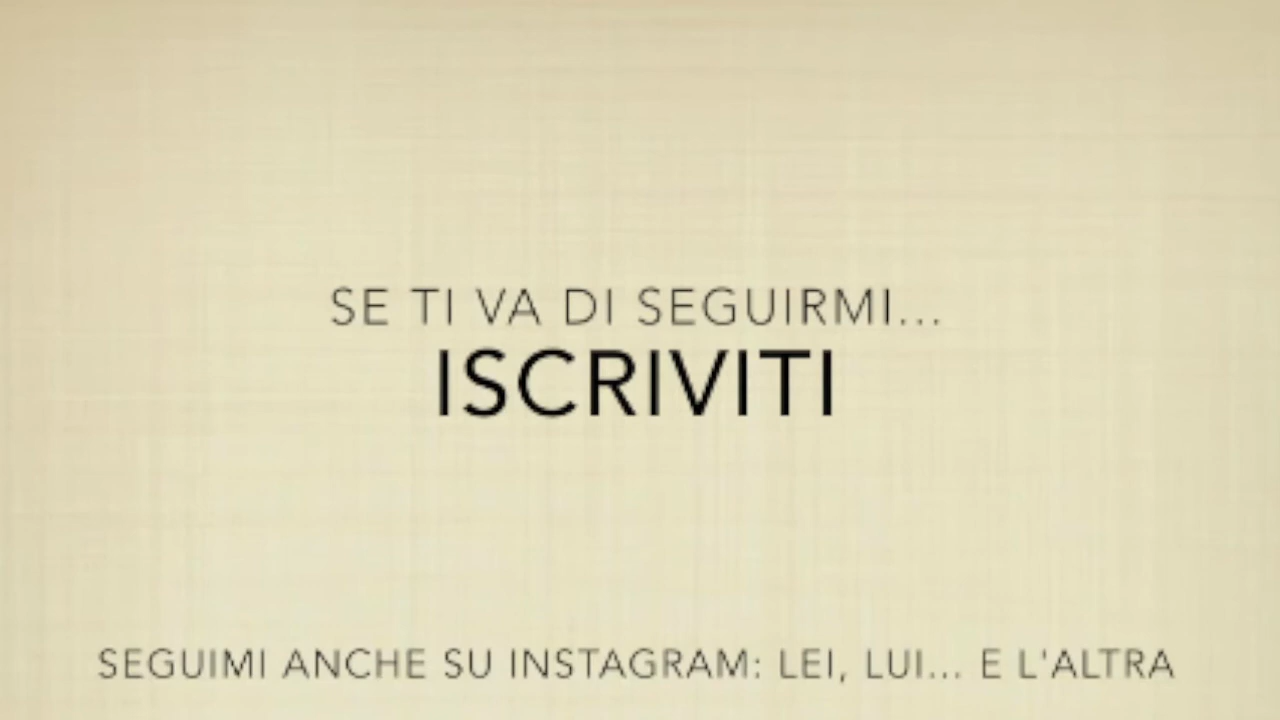 SE TI VA DI SEGUIRMI...
ISCRIVITI
SEGUIMI ANCHE SU INSTAGRAM: LEI, LUI... E L'ALTRA